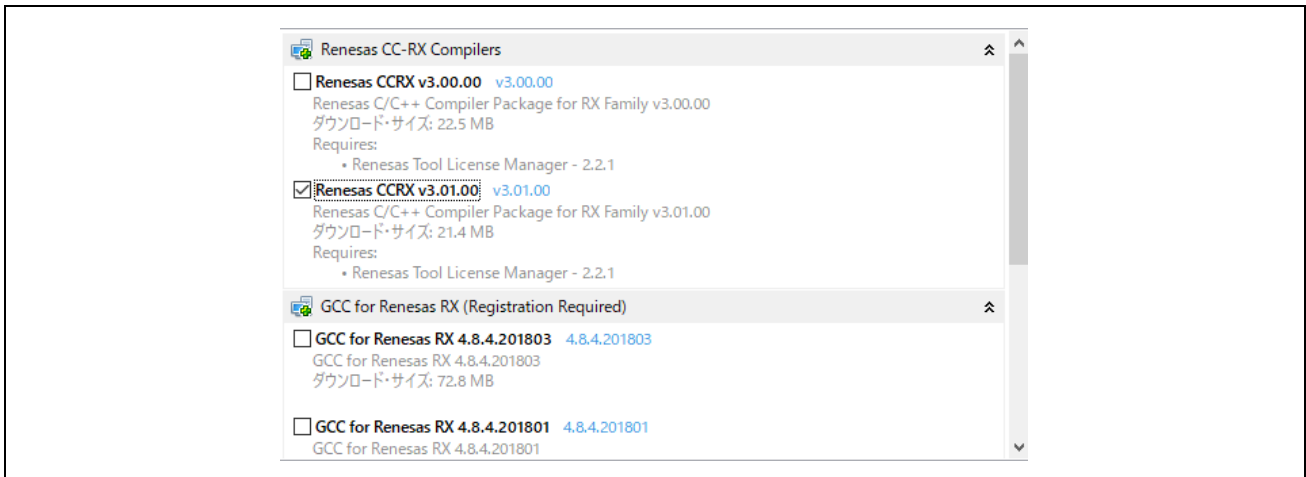 Renesas CC-RX Compilers
Renesas CCRX v3.00.00 v3.00.00
Renesas C/C++ Compiler Package for RX Family v3.00.00
ダウンロード・サイズ: 22.5 MB
Requires:
• Renesas Tool License Manager - 2.2.1
Renesas CCRX v3.01.00 v3.01.00
Renesas C/C++ Compiler Package for RX Family v3.01.00
ダウンロード・サイズ: 21.4 MB
Requires:
• Renesas Tool License Manager - 2.2.1
GCC for Renesas RX (Registration Required)
GCC for Renesas RX 4.8.4.201803 4.8.4.201803
GCC for Renesas RX 4.8.4.201803
ダウンロード・サイズ: 72.8 MB
GCC for Renesas RX 4.8.4.201801 4.8.4.201801
GCC for Renesas RX 4.8.4.201801